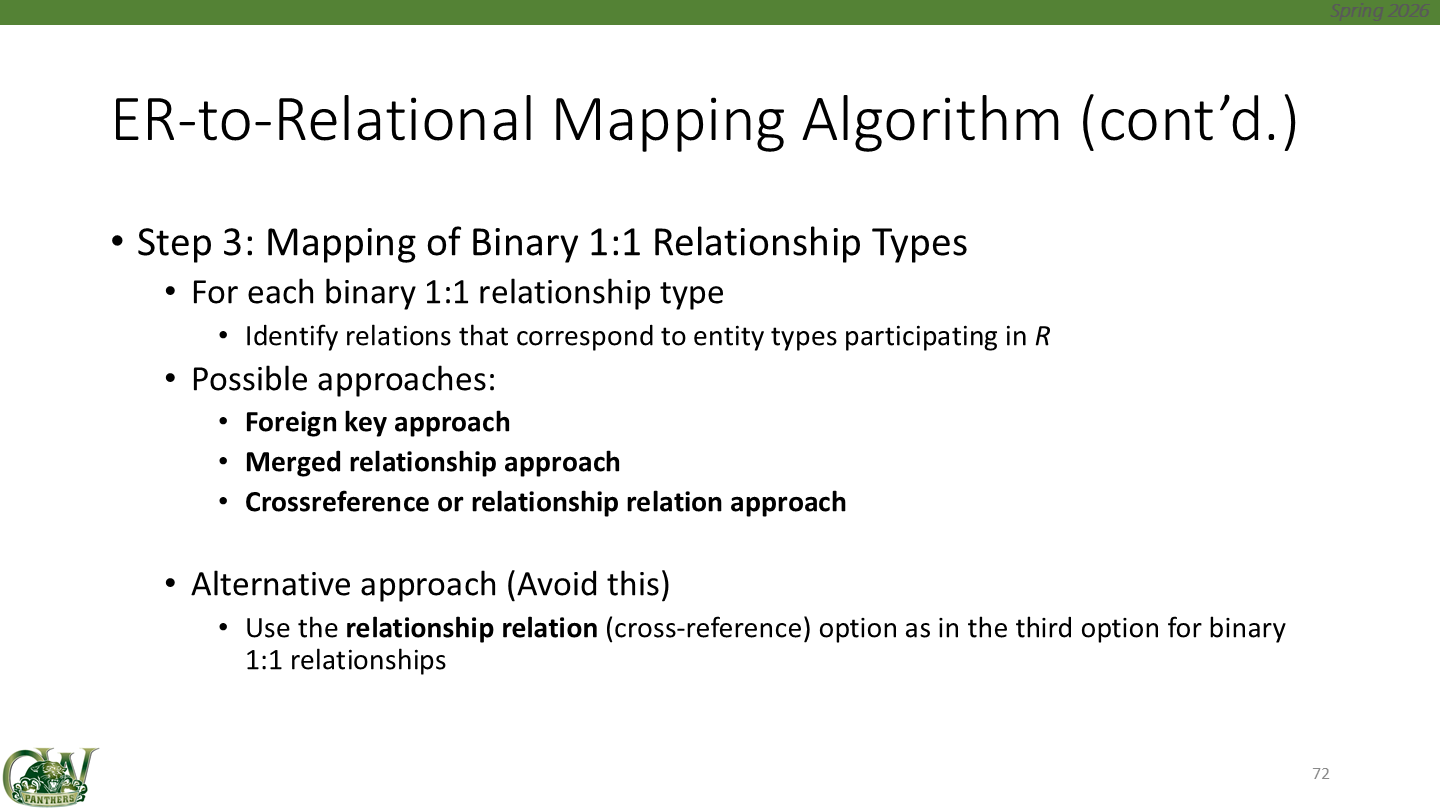 Spring 2026
ER-to-Relational Mapping Algorithm (cont’d.)
• Step 3: Mapping of Binary 1:1 Relationship Types
• For each binary 1:1 relationship type
• Identify relations that correspond to entity types participating in R
• Possible approaches:
• Foreign key approach
• Merged relationship approach
• Crossreference or relationship relation approach
• Alternative approach (Avoid this)
• Use the relationship relation (cross-reference) option as in the third option for binary
1:1 relationships
OW
PANTHERS
72